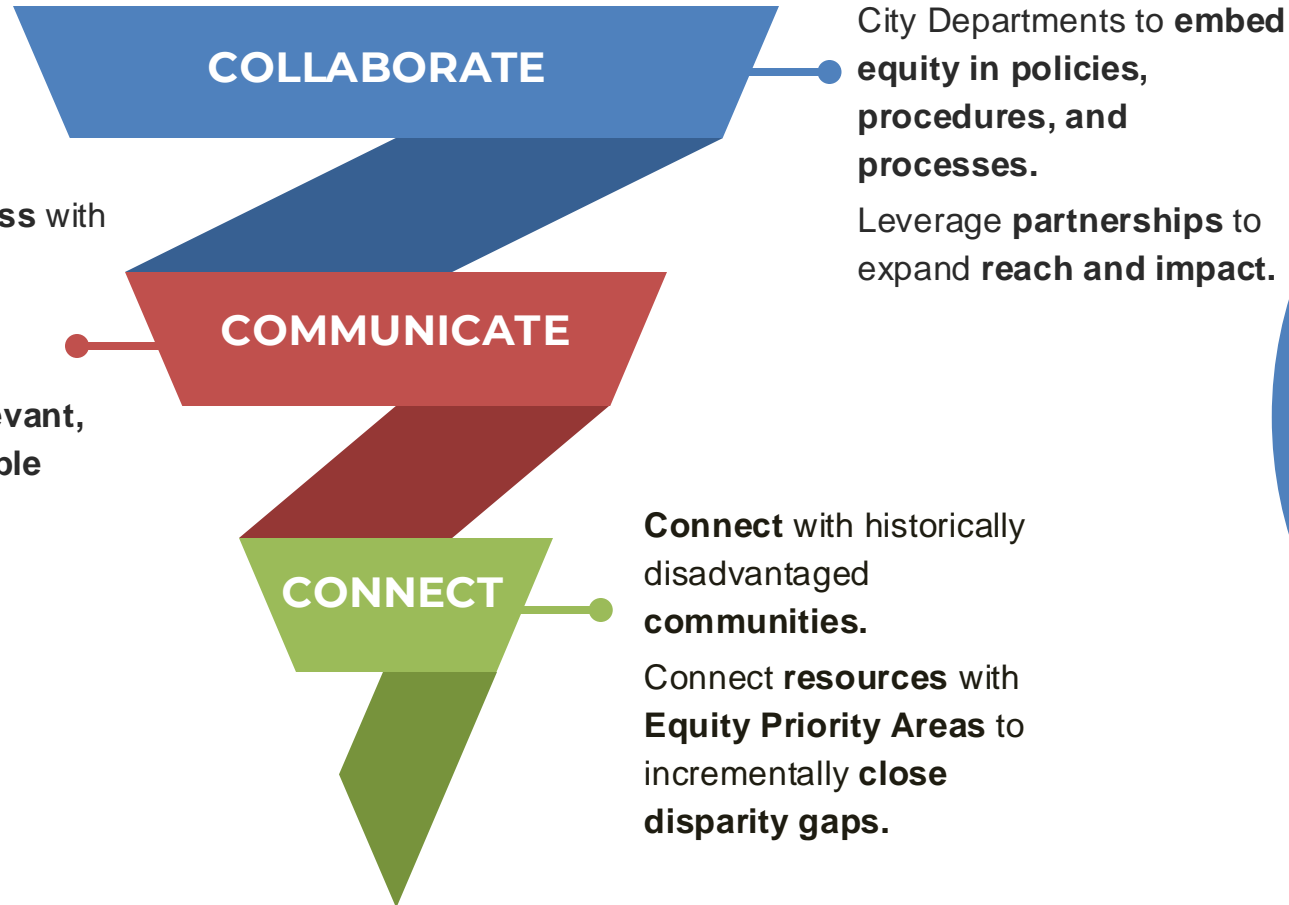 COLLABORATE
City Departments to embed
equity in policies,
procedures, and
processes.
Leverage partnerships to
expand reach and impact.
with
COMMUNICATE
Connect with historically
disadvantaged
communities.
CONNECT
Connect resources with
Equity Priority Areas to
incrementally close
disparity gaps.